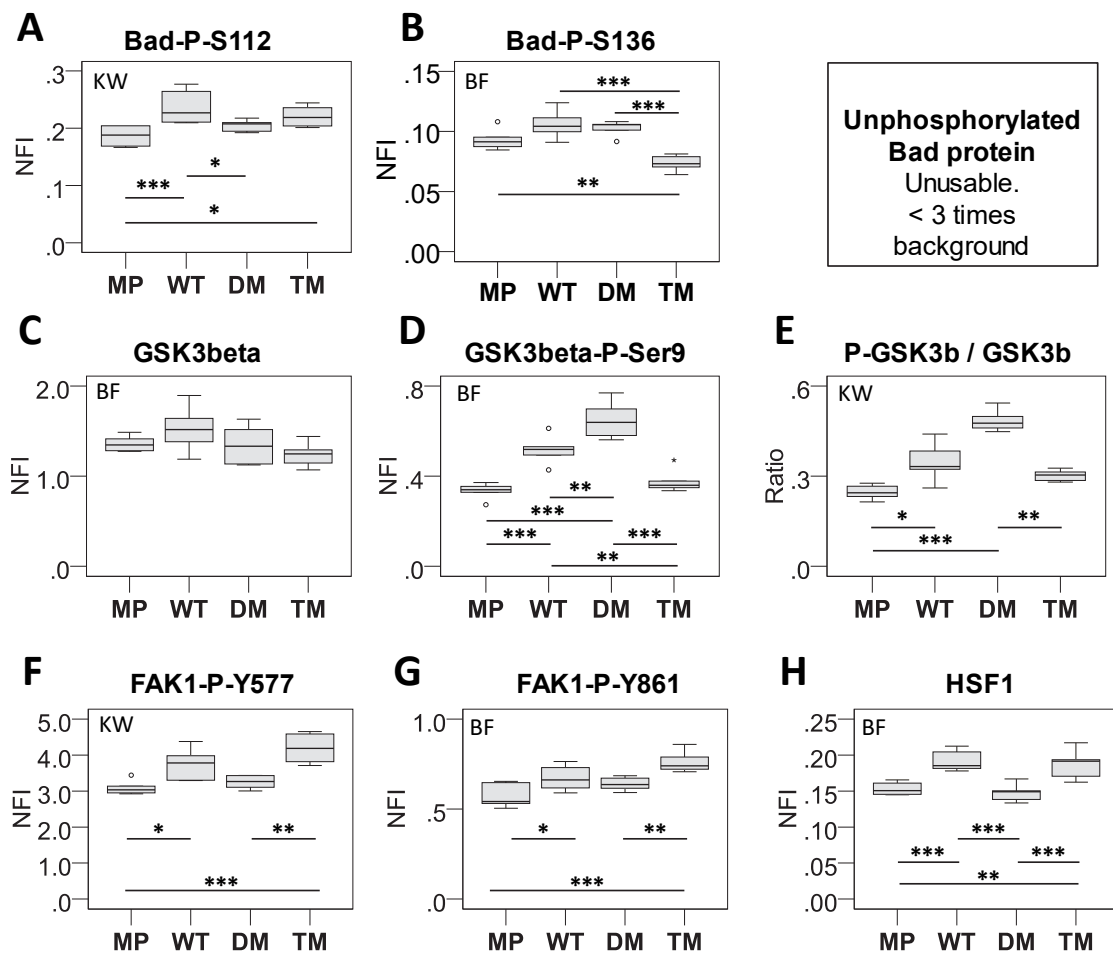 A
Bad-P-S112
KW
NFI
.3
.2
.1
.0
***
*
*
MP WT DM TM
B
Bad-P-S136
BF
NFI
.15
.10
.05
.00
***
***
**
MP WT DM TM
Unphosphorylated
Bad protein
Unusable.
< 3 times
background
C
GSK3beta
BF
NFI
2.0
1.0
.0
MP WT DM TM
D
GSK3beta-P-Ser9
BF
NFI
.8
.4
.0
**
***
*** ***
**
MP WT DM TM
E
P-GSK3b / GSK3b
KW
Ratio
.6
.3
.0
* **
***
MP WT DM TM
F
FAK1-P-Y577
KW
NFI
5.0
4.0
3.0
2.0
1.0
.0
* **
***
MP WT DM TM
G
FAK1-P-Y861
BF
NFI
1.0
.5
.0
* **
***
MP WT DM TM
H
HSF1
BF
NFI
.25
.20
.15
.10
.05
.00
***
*** ***
**
MP WT DM TM